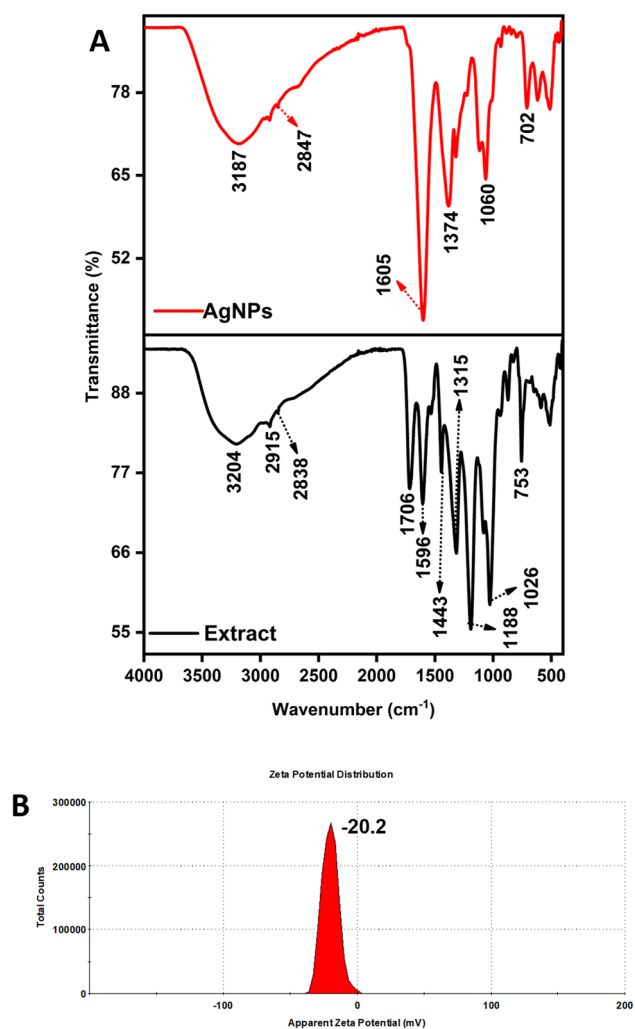 A
Transmittance (%)
78
65
52
3187
2847
1605
1374
1060
702
AgNPs
88
77
66
55
3204
2915
2838
1706
1596
1443
1315
1188
1026
753
Extract
4000 3500 3000 2500 2000 1500 1000 500
Wavenumber (cm⁻¹)
B
Zeta Potential Distribution
Total Counts
300000
200000
100000
0
-20.2
-100 0 100 200
Apparent Zeta Potential (mV)